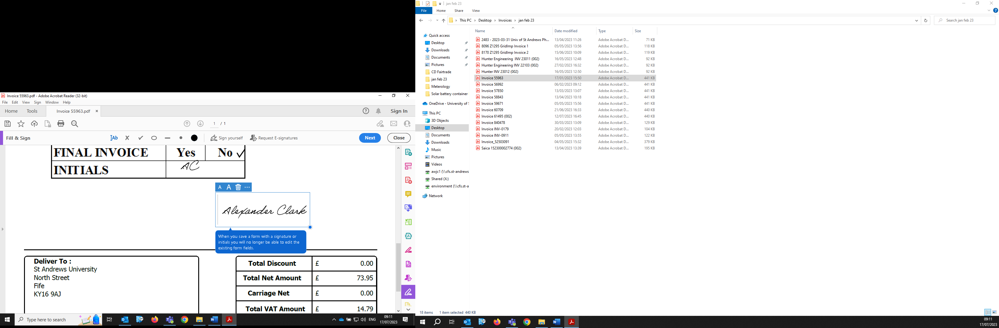 Invoice 55963.pdf - Adobe Acrobat Reader (32-bit)
File Edit View Sign Window Help
Home Tools Invoice 55963.pdf × Sign In
1 / 1
Fill & Sign Ab Sign yourself Request E-signatures Next Close
FINAL INVOICE Yes No ✓
INITIALS AC
A A ...
Alexander Clark
When you save a form with a signature or
initials you will no longer be able to edit the
existing form fields.
Deliver To :
St Andrews University
North Street
Fife
KY16 9AJ
Total Discount £ 0.00
Total Net Amount £ 73.95
Carriage Net £ 0.00
Total VAT Amount £ 14.79
Type here to search
ENG
09:11
17/07/2023
jan feb 23
File Home Share View
This PC > Desktop > Invoices > jan feb 23
Search jan feb 23
Quick access
Desktop
Downloads
Documents
Pictures
CD Fairtrade
jan feb 23
Meterology
Solar battery container
OneDrive - University of S
This PC
3D Objects
Desktop
Documents
Downloads
Music
Pictures
Videos
awjc1 (\\cfs.st-andrews
Shared (X:)
environment (\\cfs.st-a
Network
Name Date modified Type Size
2483 - 2023-03-31 Univ of St Andrews Ph... 13/04/2023 11:26 Adobe Acrobat D... 71 KB
8096 Z1295 GridImp Invoice 1 05/05/2023 13:56 Adobe Acrobat D... 118 KB
8170 Z1295 GridImp Invoice 2 15/06/2023 10:09 Adobe Acrobat D... 119 KB
Hunter Engineering INV 23011 (002) 16/05/2023 12:48 Adobe Acrobat D... 92 KB
Hunter Engineering INV 22103 (002) 27/02/2023 16:32 Adobe Acrobat D... 92 KB
Hunter INV 23012 (002) 16/05/2023 12:50 Adobe Acrobat D... 92 KB
Invoice 55963 17/01/2023 15:50 Adobe Acrobat D... 441 KB
Invoice 56992 06/02/2023 09:12 Adobe Acrobat D... 441 KB
Invoice 57850 13/03/2023 13:07 Adobe Acrobat D... 441 KB
Invoice 58843 13/04/2023 10:18 Adobe Acrobat D... 441 KB
Invoice 59671 05/05/2023 15:56 Adobe Acrobat D... 441 KB
Invoice 60709 21/06/2023 16:33 Adobe Acrobat D... 440 KB
Invoice 61495 (002) 12/07/2023 16:45 Adobe Acrobat D... 440 KB
Invoice 840478 30/03/2023 13:09 Adobe Acrobat D... 129 KB
Invoice INV-0179 20/02/2023 12:03 Adobe Acrobat D... 104 KB
Invoice INV-0911 05/05/2023 13:55 Adobe Acrobat D... 122 KB
Invoice_52503091 04/05/2023 15:32 Adobe Acrobat D... 379 KB
Saica 152300002774 (002) 13/04/2023 13:39 Adobe Acrobat D... 195 KB
18 items 1 item selected 440 KB
09:11
17/07/2023